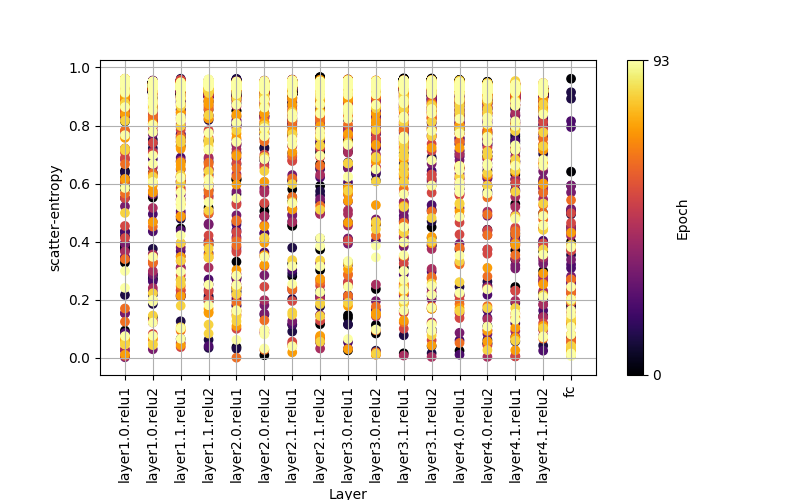 1.0
0.8
0.6
0.4
0.2
0.0
scatter-entropy
layer1.0.relu1
layer1.0.relu2
layer1.1.relu1
layer1.1.relu2
layer2.0.relu1
layer2.0.relu2
layer2.1.relu1
layer2.1.relu2
layer3.0.relu1
layer3.0.relu2
layer3.1.relu1
layer3.1.relu2
layer4.0.relu1
layer4.0.relu2
layer4.1.relu1
layer4.1.relu2
fc
Layer
93
0
Epoch